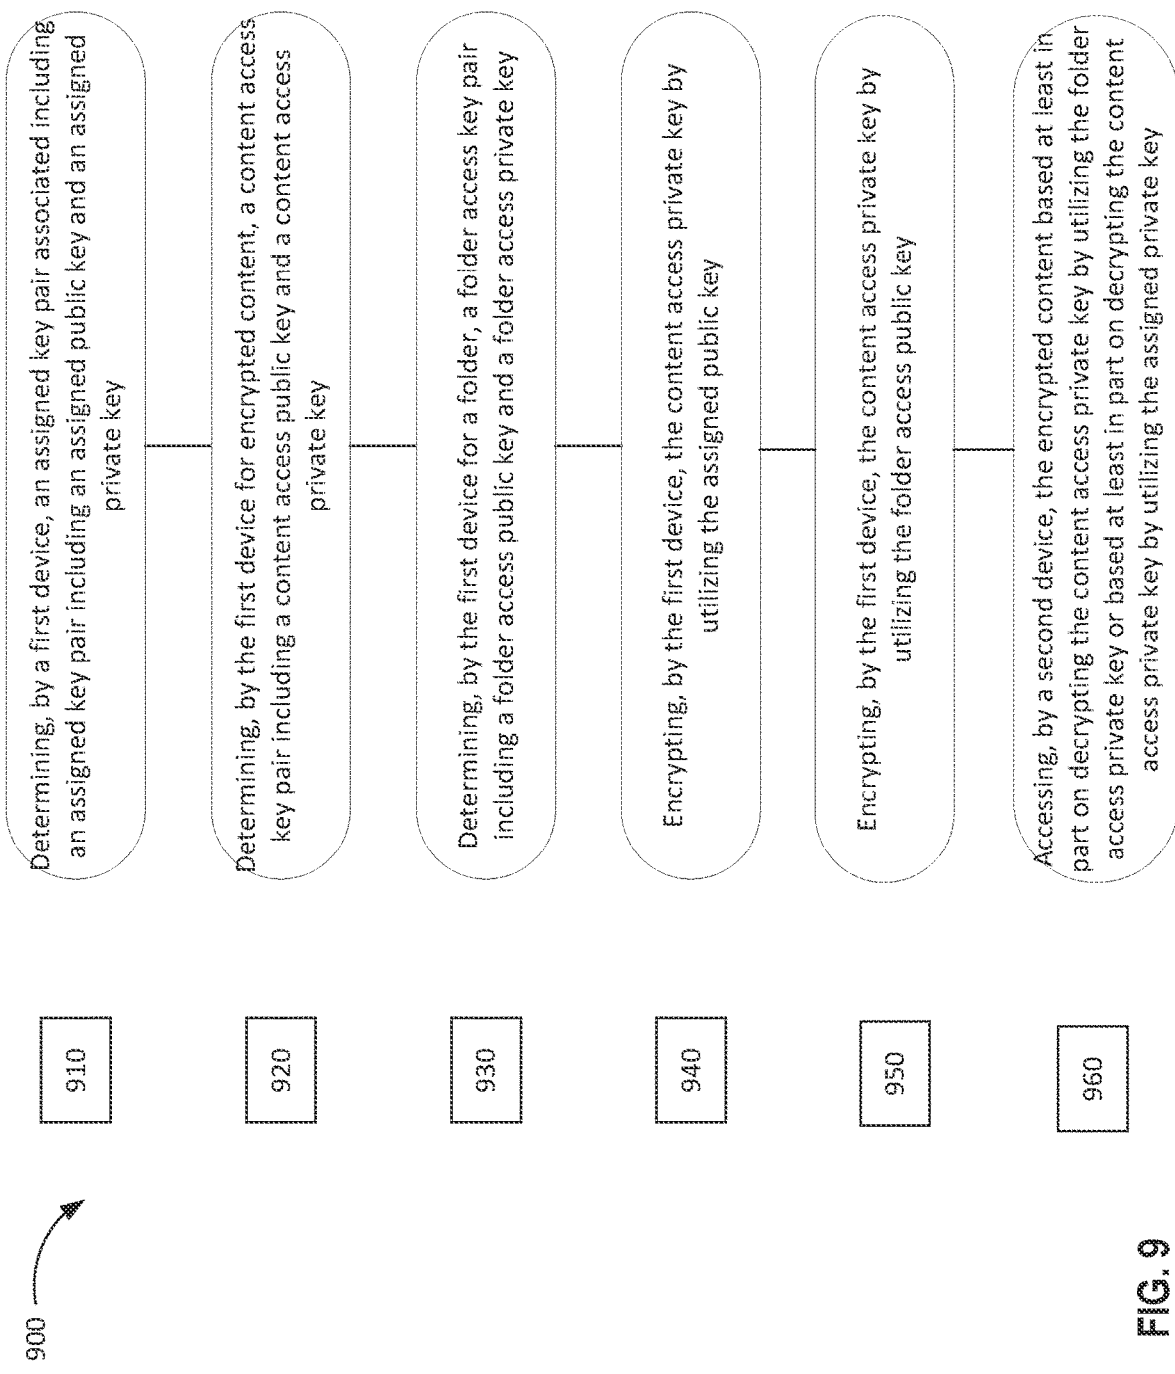 900
910
Determining, by a first device, an assigned key pair associated including
an assigned key pair including an assigned public key and an assigned
private key
920
Determining, by the first device for encrypted content, a content access
key pair including a content access public key and a content access
private key
930
Determining, by the first device for a folder, a folder access key pair
including a folder access public key and a folder access private key
940
Encrypting, by the first device, the content access private key by
utilizing the assigned public key
950
Encrypting, by the first device, the content access private key by
utilizing the folder access public key
960
Accessing, by a second device, the encrypted content based at least in
part on decrypting the content access private key by utilizing the folder
access private key or based at least in part on decrypting the content
access private key by utilizing the assigned private key
FIG. 9